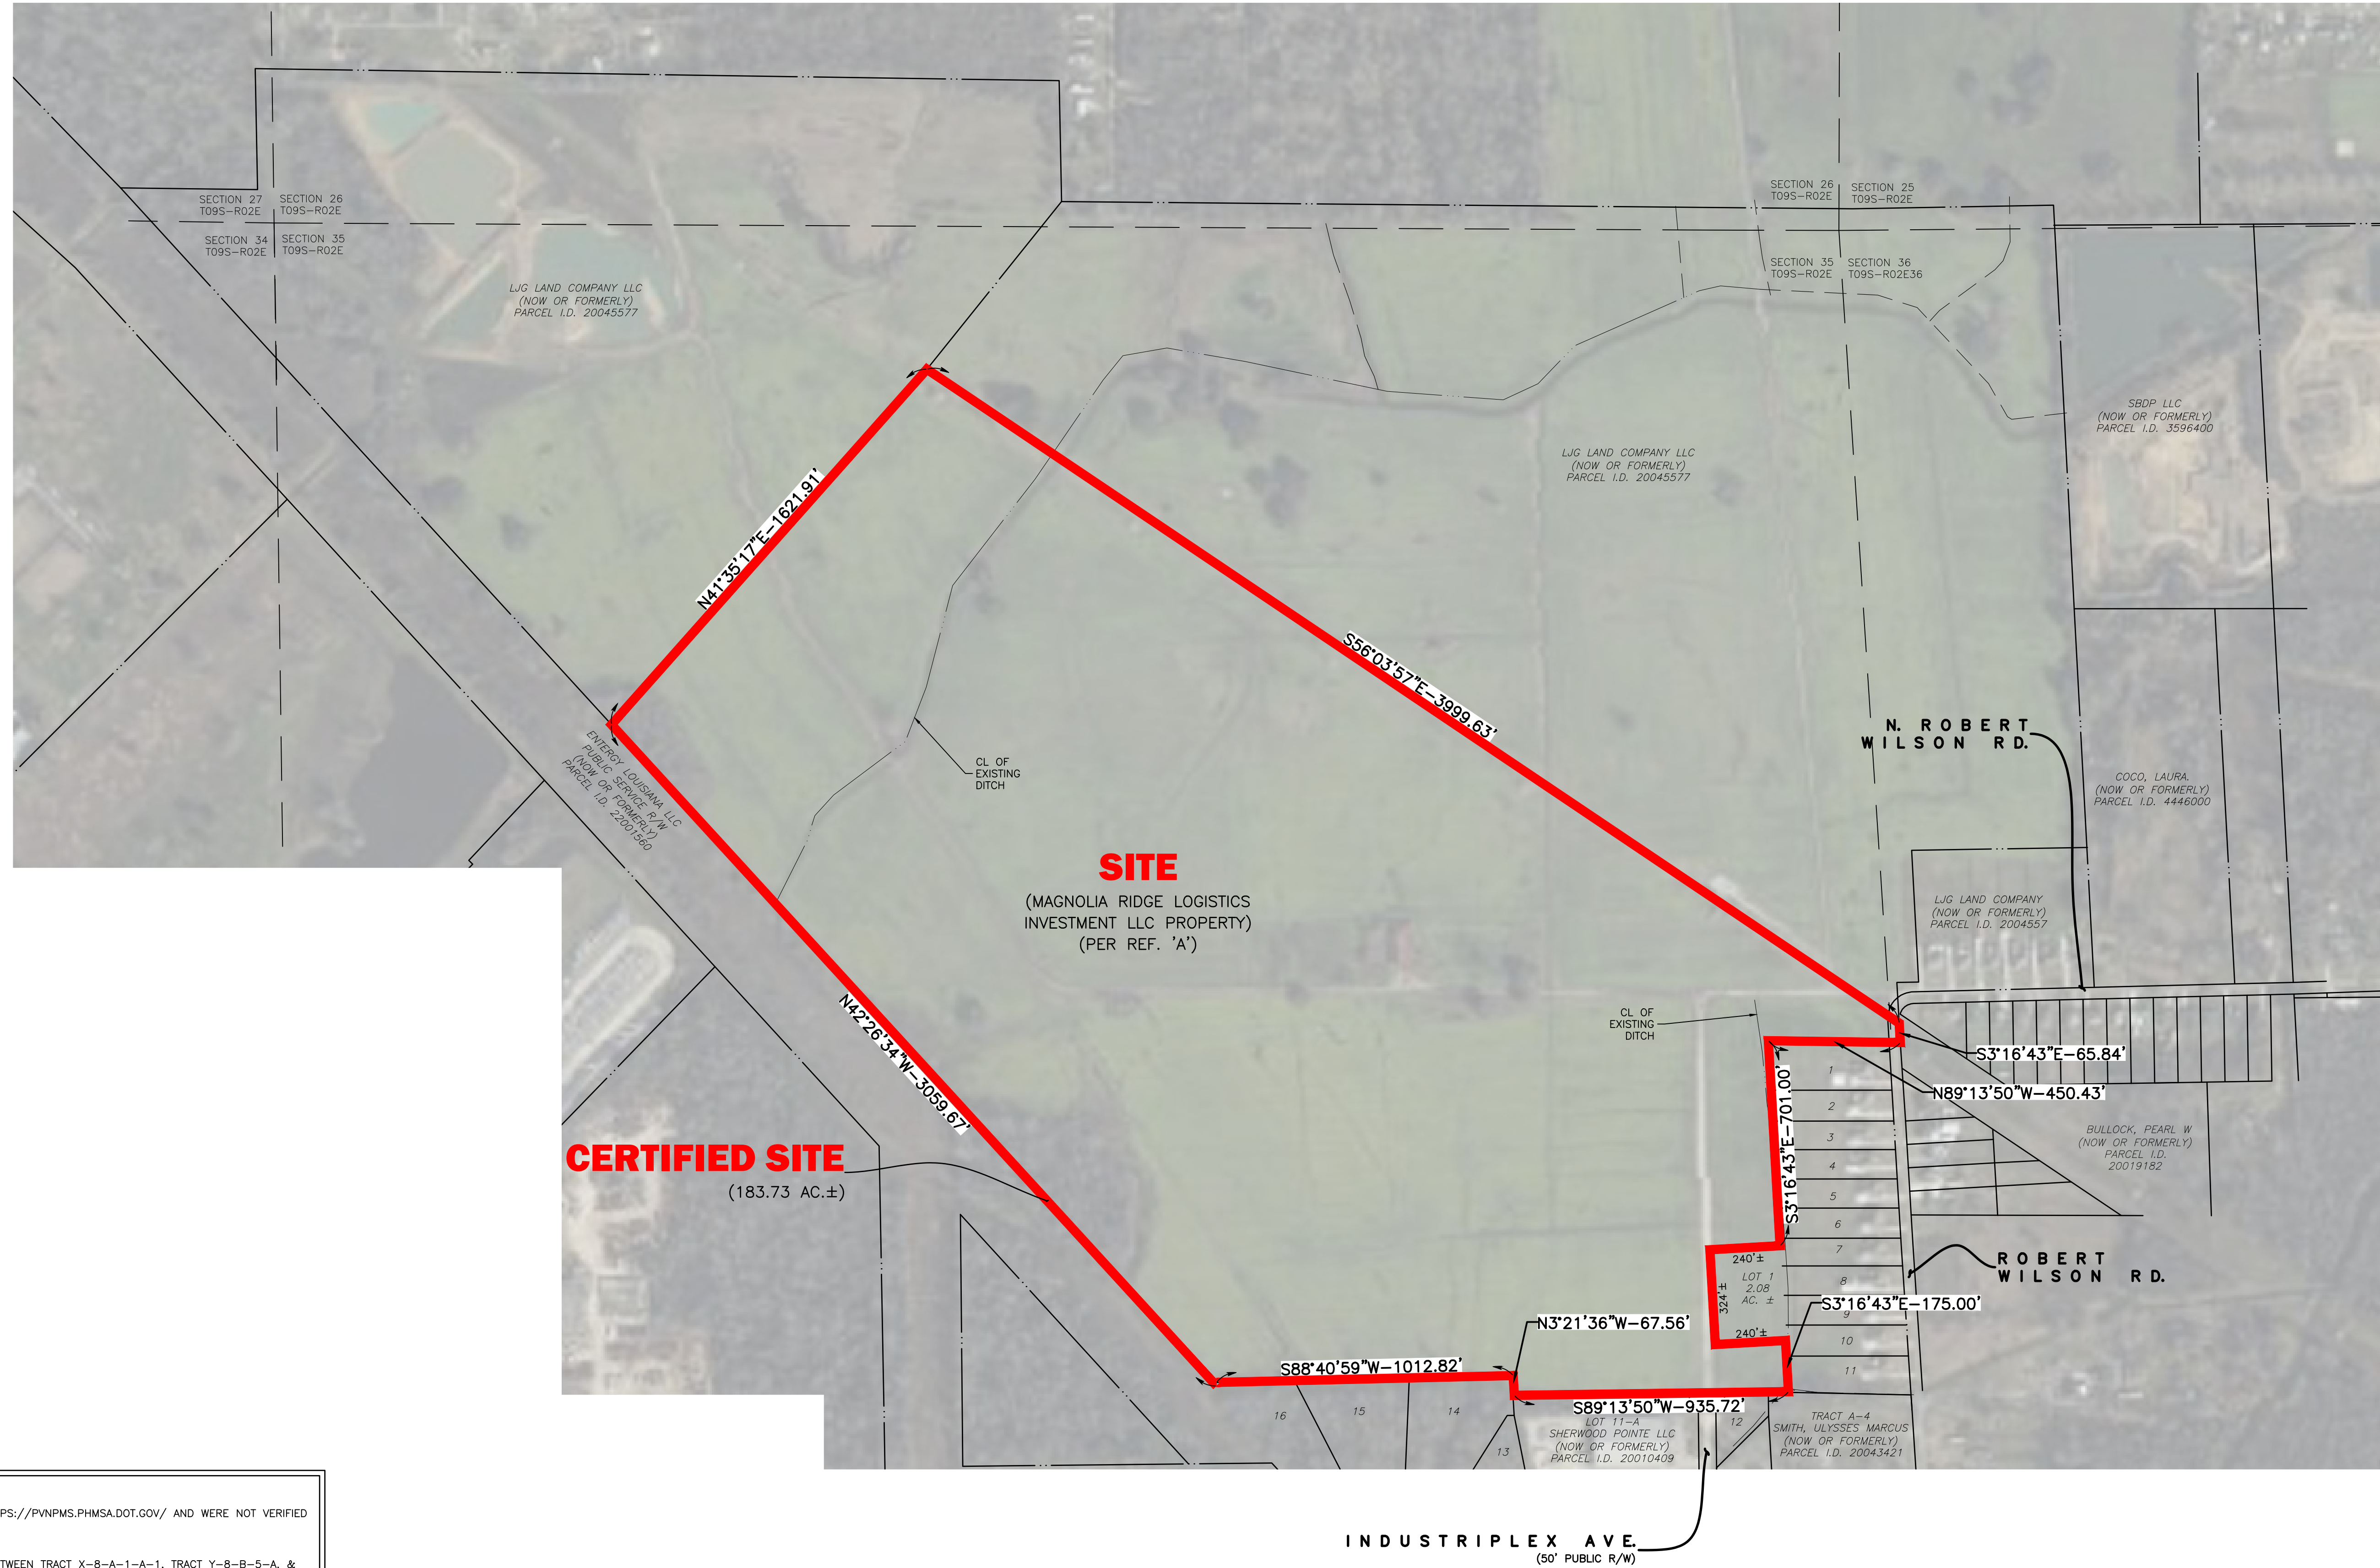 SECTION 27
T09S-R02E
SECTION 26
T09S-R02E
SECTION 34
T09S-R02E
SECTION 35
T09S-R02E
SECTION 26
T09S-R02E
SECTION 25
T09S-R02E
SECTION 35
T09S-R02E
SECTION 36
T09S-R02E36
LJG LAND COMPANY LLC
(NOW OR FORMERLY)
PARCEL I.D. 20045577
LJG LAND COMPANY LLC
(NOW OR FORMERLY)
PARCEL I.D. 20045577
SBDP LLC
(NOW OR FORMERLY)
PARCEL I.D. 3596400
N41°35'17"E-1621.91'
S56°03'57"E-3999.63'
N. ROBERT
WILSON RD.
ENTERGY LOUISIANA LLC
PUBLIC SERVICE R/W
(NOW OR FORMERLY)
PARCEL I.D. 22001560
CL OF
EXISTING
DITCH
COCO, LAURA.
(NOW OR FORMERLY)
PARCEL I.D. 4446000
SITE
(MAGNOLIA RIDGE LOGISTICS
INVESTMENT LLC PROPERTY)
(PER REF. 'A')
LJG LAND COMPANY
(NOW OR FORMERLY)
PARCEL I.D. 2004557
N42°26'34"W-3059.67'
CL OF
EXISTING
DITCH
S3°16'43"E-65.84'
N89°13'50"W-450.43'
S3°16'43"E-701.00'
1
2
3
4
5
6
7
8
9
10
11
BULLOCK, PEARL W
(NOW OR FORMERLY)
PARCEL I.D.
20019182
CERTIFIED SITE
(183.73 AC.±)
240'±
LOT 1
2.08
AC. ±
324'±
240'±
ROBERT
WILSON RD.
S3°16'43"E-175.00'
N3°21'36"W-67.56'
S88°40'59"W-1012.82'
S89°13'50"W-935.72'
16
15
14
13
12
LOT 11-A
SHERWOOD POINTE LLC
(NOW OR FORMERLY)
PARCEL I.D. 20010409
TRACT A-4
SMITH, ULYSSES MARCUS
(NOW OR FORMERLY)
PARCEL I.D. 20043421
INDUSTRIPLEX AVE.
(50' PUBLIC R/W)
PS://PVNPMS.PHMSA.DOT.GOV/ AND WERE NOT VERIFIED
TWEEN TRACT X-8-A-1-A-1, TRACT Y-8-B-5-A, &